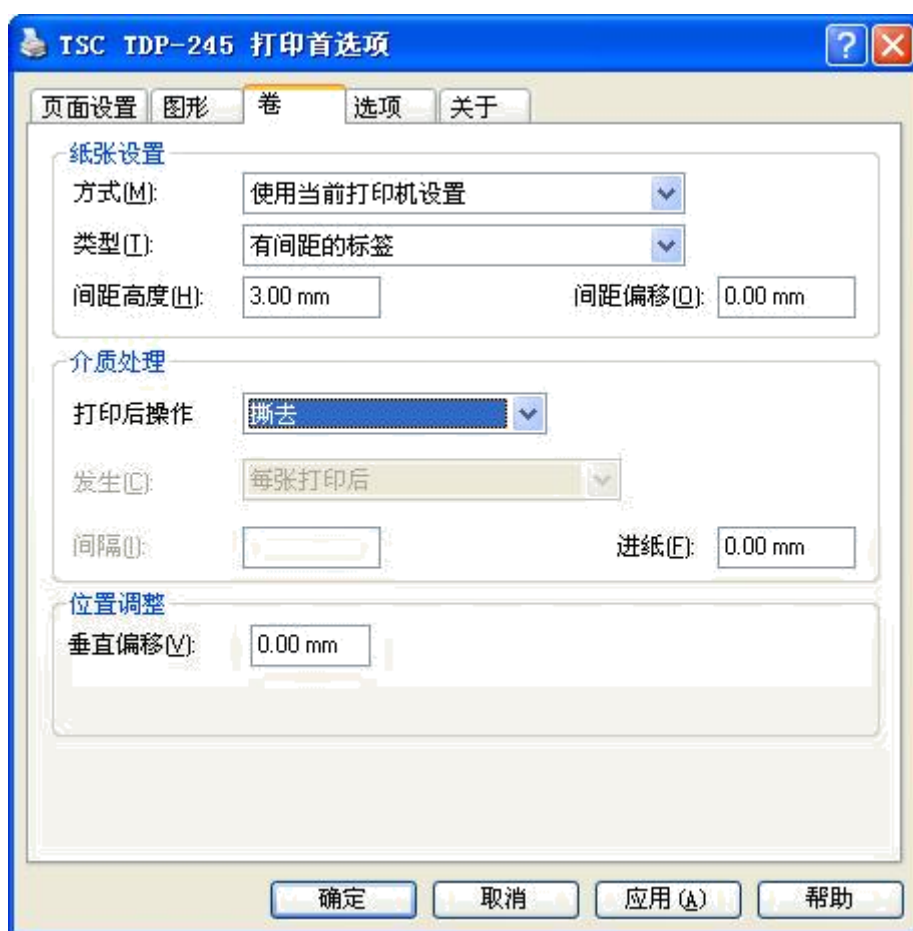 TSC TDP-245 打印首选项
页面设置 图形 卷 选项 关于
纸张设置
方式(M): 使用当前打印机设置
类型(T): 有间距的标签
间距高度(H): 3.00 mm 间距偏移(O): 0.00 mm
介质处理
打印后操作 撕去
发生(C): 每张打印后
间隔(I): 进纸(F): 0.00 mm
位置调整
垂直偏移(V): 0.00 mm
确定 取消 应用(A) 帮助